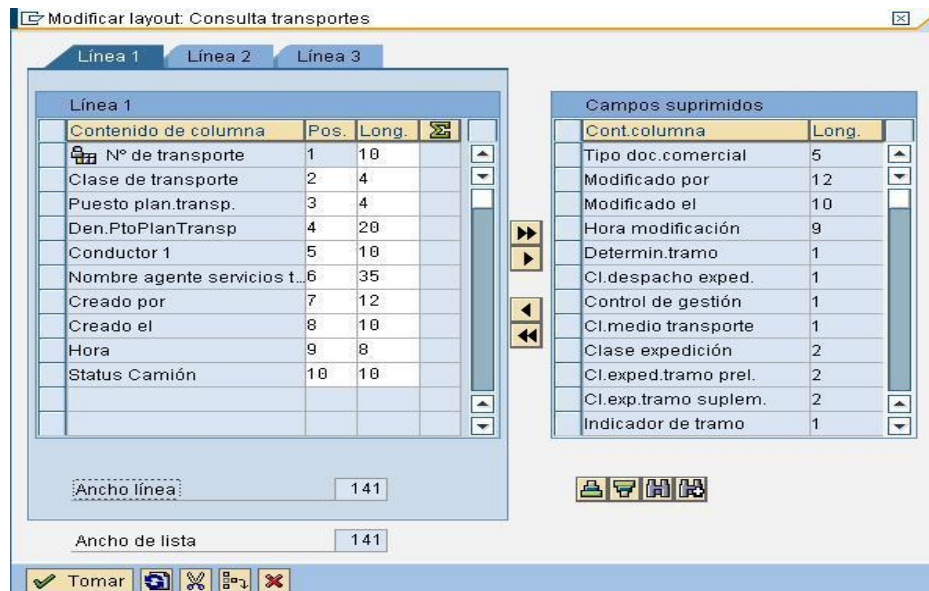 Modificar layout: Consulta transportes
Línea 1 Línea 2 Línea 3
Línea 1
Contenido de columna Pos. Long.
Nº de transporte 1 10
Clase de transporte 2 4
Puesto plan.transp. 3 4
Den.PtoPlanTransp 4 20
Conductor 1 5 10
Nombre agente servicios t... 6 35
Creado por 7 12
Creado el 8 10
Hora 9 8
Status Camión 10 10
Ancho línea 141
Ancho de lista 141
Campos suprimidos
Cont.columna Long.
Tipo doc.comercial 5
Modificado por 12
Modificado el 10
Hora modificación 9
Determin.tramo 1
Cl.despacho exped. 1
Control de gestión 1
Cl.medio transporte 1
Clase expedición 2
Cl.exped.tramo prel. 2
Cl.exp.tramo suplem. 2
Indicador de tramo 1
Tomar